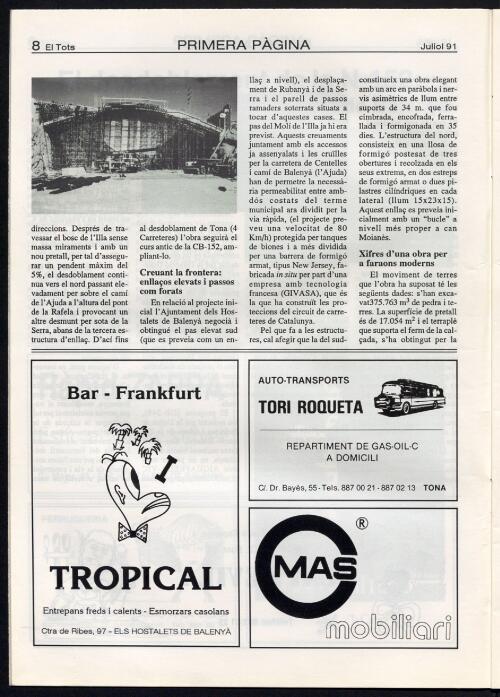 8 El Tots
PRIMERA PÀGINA
Juliol 91
direccions. Després de tra-
vessar el bosc de l'Illa sense
massa miraments i amb un
nou pretall, per tal d'assegu-
rar un pendent màxim del
5%, el desdoblament conti-
nua vers el nord passant ele-
vadament per sobre el camí
de l'Ajuda a l'altura del pont
de la Rafela i provocant un
altre desmunt per sota de la
Serra, abans de la tercera es-
tructura d'enllaç. D'ací fins
al desdoblament de Tona (4
Carreteres) l'obra seguirà el
curs antic de la CB-152, am-
pliant-lo.
Creuant la frontera:
enllaços elevats i passos
com forats
En relació al projecte ini-
cial l'Ajuntament dels Hos-
talets de Balenyà negocià i
obtingué el pas elevat sud
(que es preveia com un en-
llaç a nivell), el desplaça-
ment de Rubanyà i de la Se-
rra i el parell de passos
ramaders soterrats situats a
tocar d'aquestes cases. El
pas del Molí de l'Illa ja hi era
previst. Aquests creuaments
juntament amb els accessos
ja assenyalats i les cruïlles
per la carretera de Centelles
i camí de Balenyà (l'Ajuda)
han de permetre la necessà-
ria permeabilitat entre amb-
dós costats del terme
municipal ara dividit per la
via ràpida, (el projecte pre-
veu una velocitat de 80
Km/h) protegida per tanques
de biones i a més dividida
per una barrera de formigó
armat, tipus New Jersey, fa-
bricada in situ per part d'una
empresa amb tecnologia
francesa (GIVASA), que és
la que ha construït les pro-
teccions del circuit de carre-
teres de Catalunya.
Pel que fa a les estructu-
res, cal afegir que la del sud-
constitueix una obra elegant
amb un arc en paràbola i ner-
vis asimètrics de llum entre
suports de 34 m. que fou
cimbrada, encofrada, ferra-
llada i formigonada en 35
dies. L'estructura del nord,
consisteix en una llosa de
formigó postesat de tres
obertures i recolzada en els
seus extrems, en dos estreps
de formigó armat o dues pi-
lastres cilíndriques en cada
lateral (llum 15x23x15).
Aquest enllaç es preveia ini-
cialment amb un "bucle" a
nivell més proper a can
Moianès.
Xifres d'una obra per
a faraons moderns
El moviment de terres
que l'obra ha suposat té les
següents dades: s'han exca-
vat375.763 m³ de pedra i te-
rres. La superfície de pretall
és de 17.054 m² i el terraplè
que suporta el ferm de la cal-
çada, s'ha obtingut per la
Bar - Frankfurt
TROPICAL
Entrepans freds i calents - Esmorzars casolans
Ctra de Ribes, 97 - ELS HOSTALETS DE BALENYÀ
AUTO-TRANSPORTS
TORI ROQUETA
REPARTIMENT DE GAS-OIL-C
A DOMICILI
C/. Dr. Bayés, 55 - Tels. 887 00 21 - 887 02 13 TONA
®
MAS
mobiliari